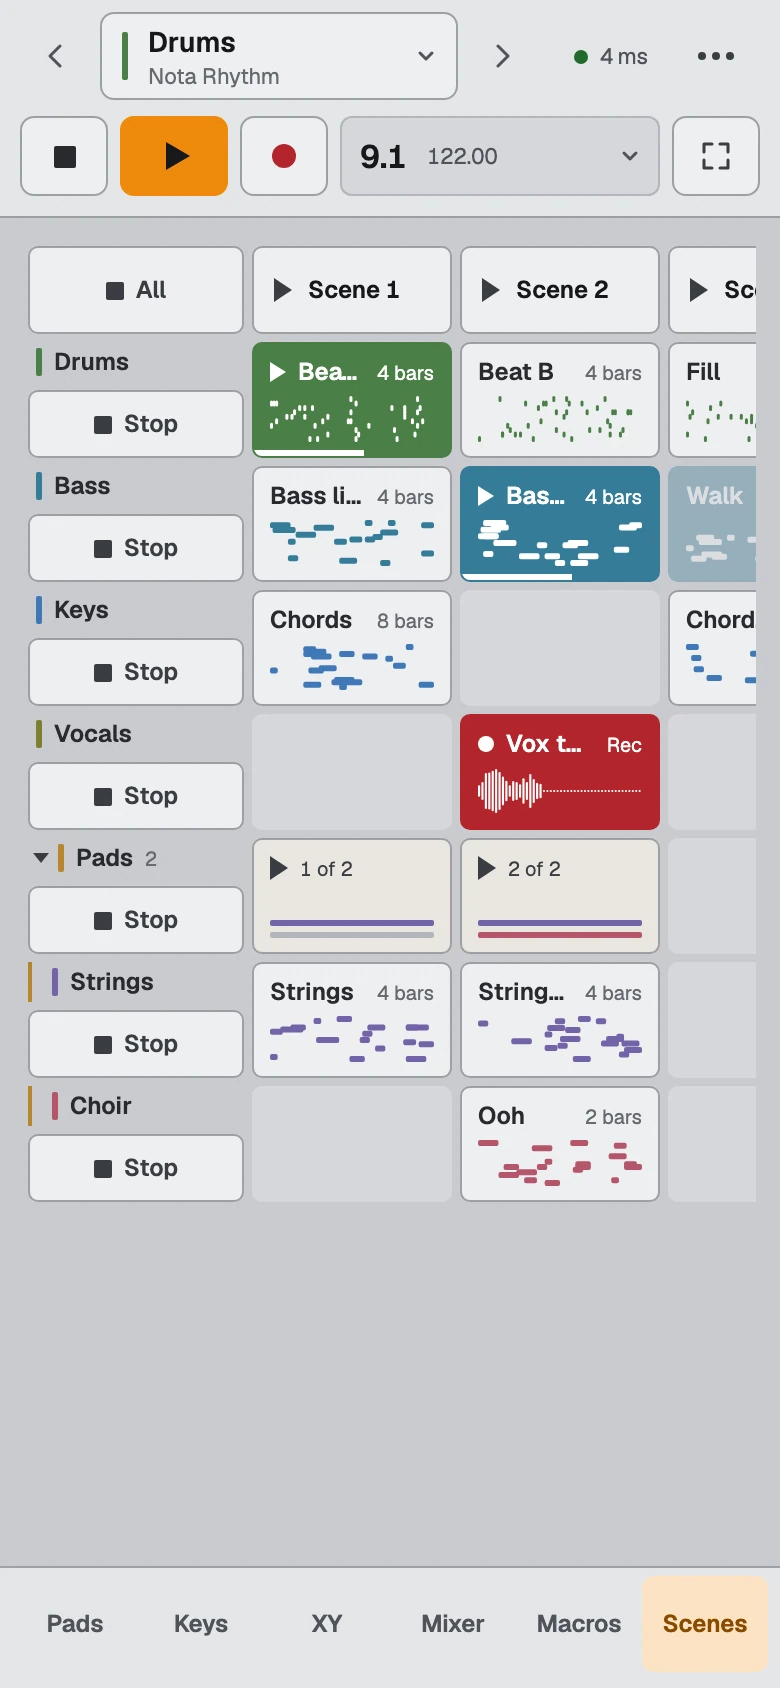 Drums
Nota Rhythm
4 ms
9.1 122.00
All
Scene 1
Scene 2
Sc
Drums
Stop
Bea... 4 bars
Beat B 4 bars
Fill
Bass
Stop
Bass li... 4 bars
Bas... 4 bars
Walk
Keys
Stop
Chords 8 bars
Chord
Vocals
Stop
Vox t... Rec
Pads 2
Stop
1 of 2
2 of 2
Strings
Stop
Strings 4 bars
String... 4 bars
Choir
Stop
Ooh 2 bars
Pads Keys XY Mixer Macros Scenes